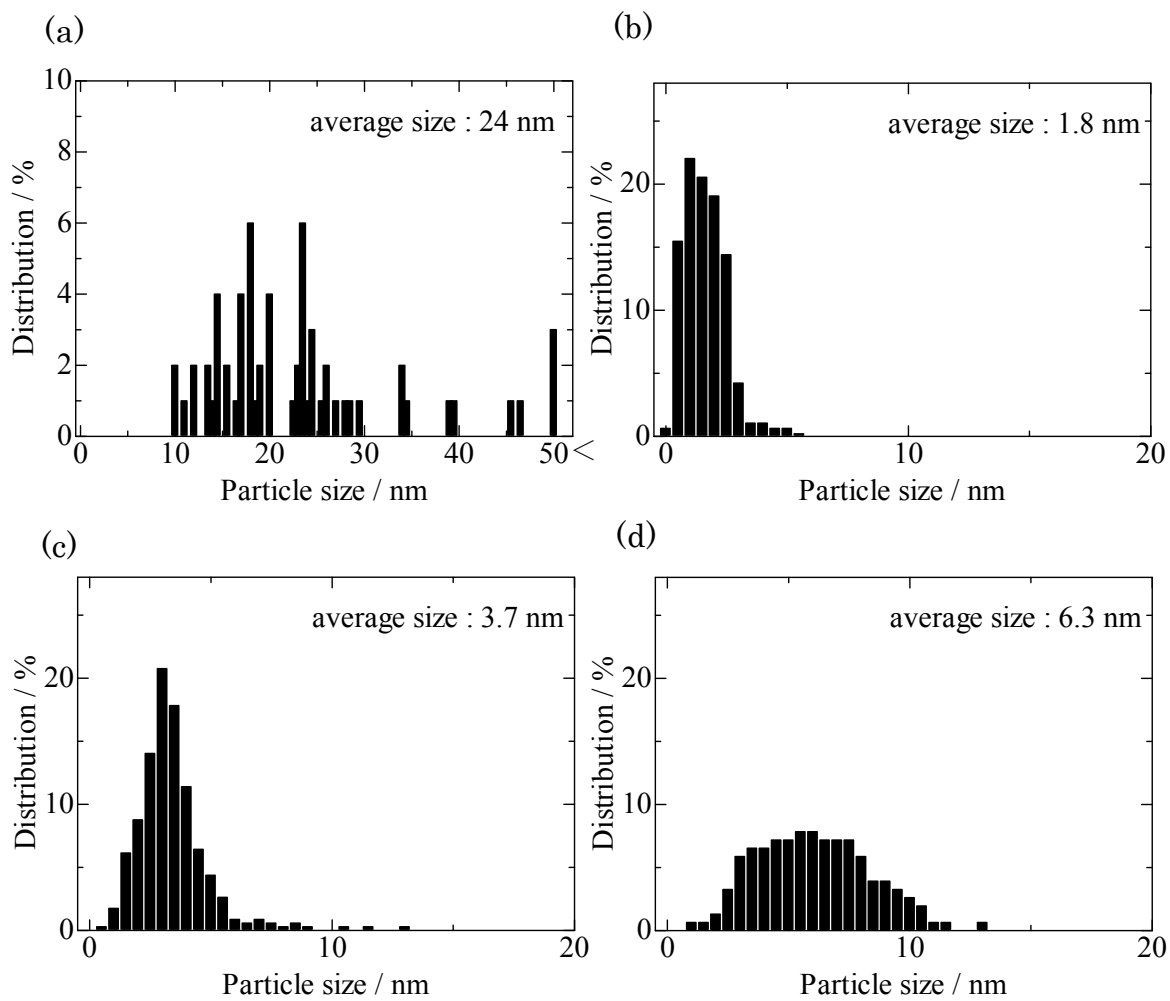 (a)
average size : 24 nm
Distribution / %
10
8
6
4
2
0
0 10 20 30 40 50 <
Particle size / nm
(b)
average size : 1.8 nm
Distribution / %
20
10
0
0 10 20
Particle size / nm
(c)
average size : 3.7 nm
Distribution / %
20
10
0
0 10 20
Particle size / nm
(d)
average size : 6.3 nm
Distribution / %
20
10
0
0 10 20
Particle size / nm